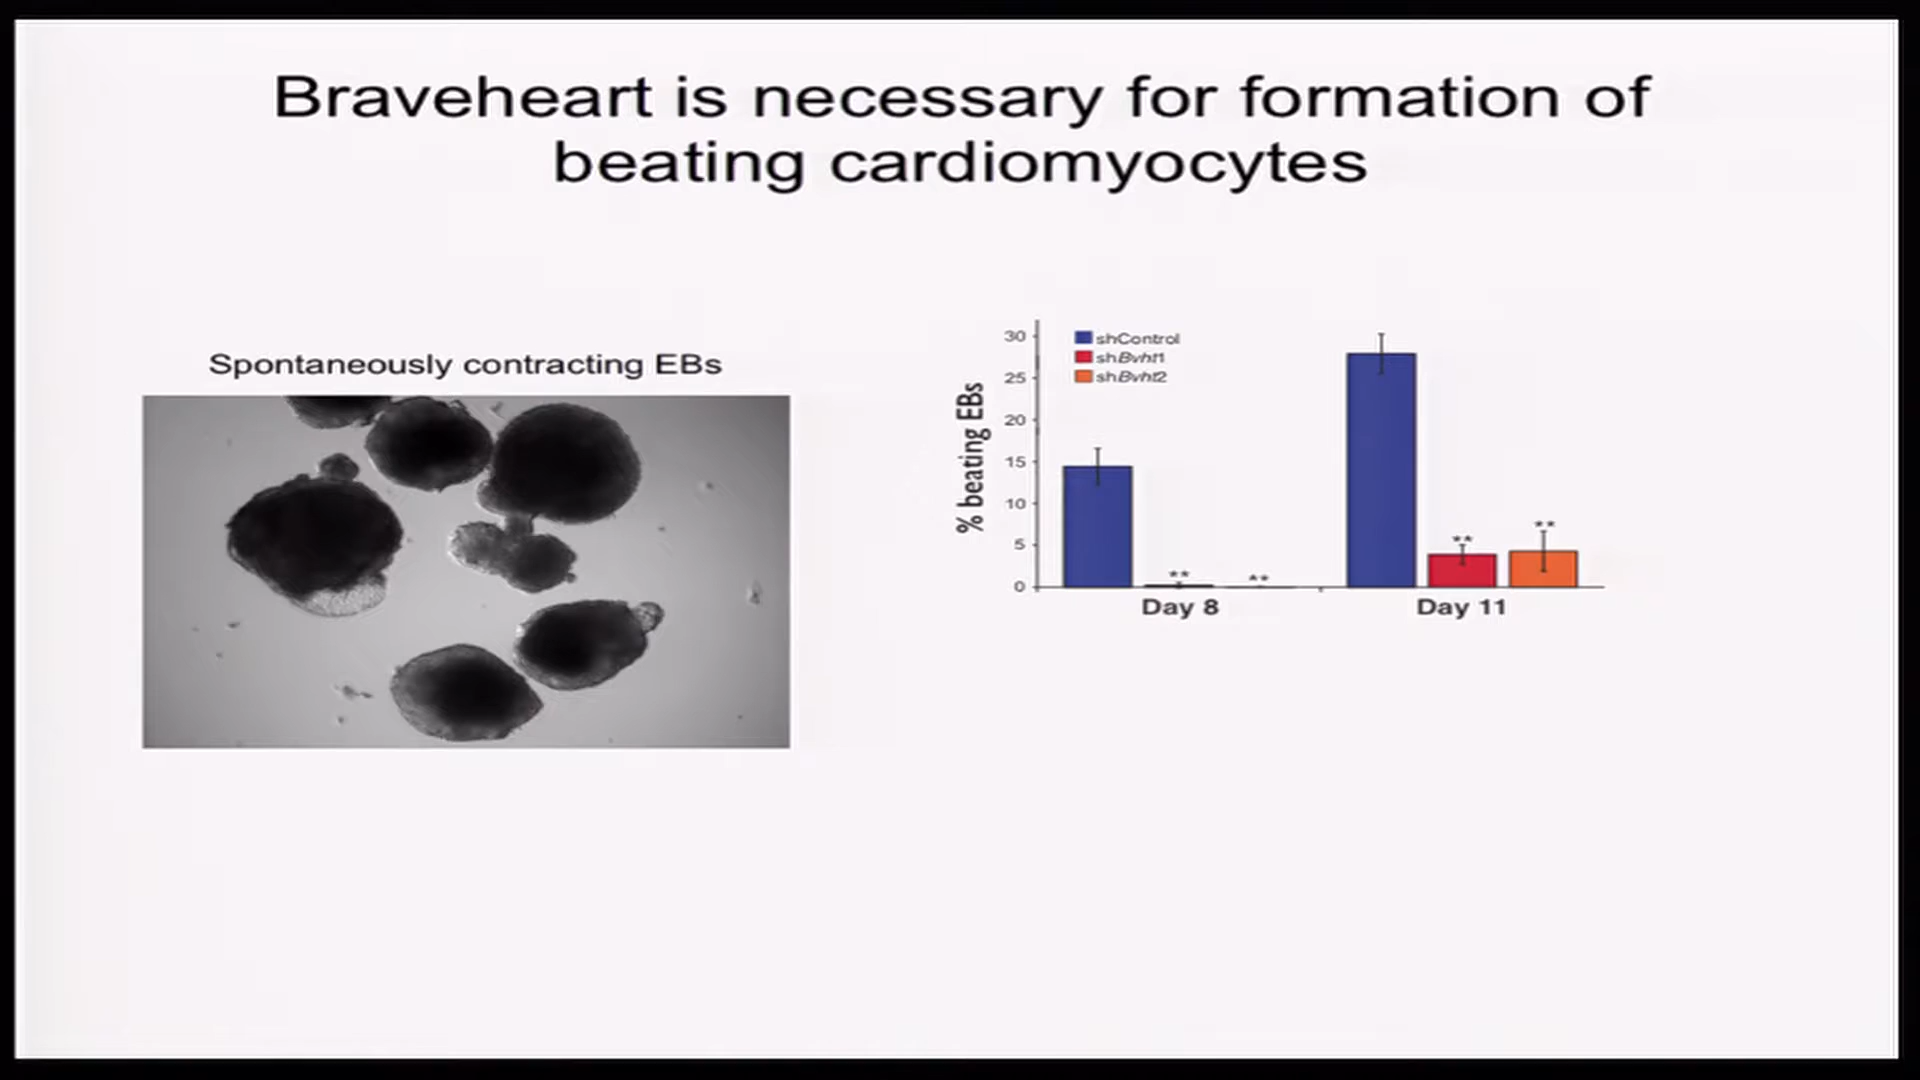 Braveheart is necessary for formation of
beating cardiomyocytes
Spontaneously contracting EBs
% beating EBs
30
25
20
15
10
5
0
shControl
shBvht1
shBvht2
**
**
**
**
Day 8
Day 11